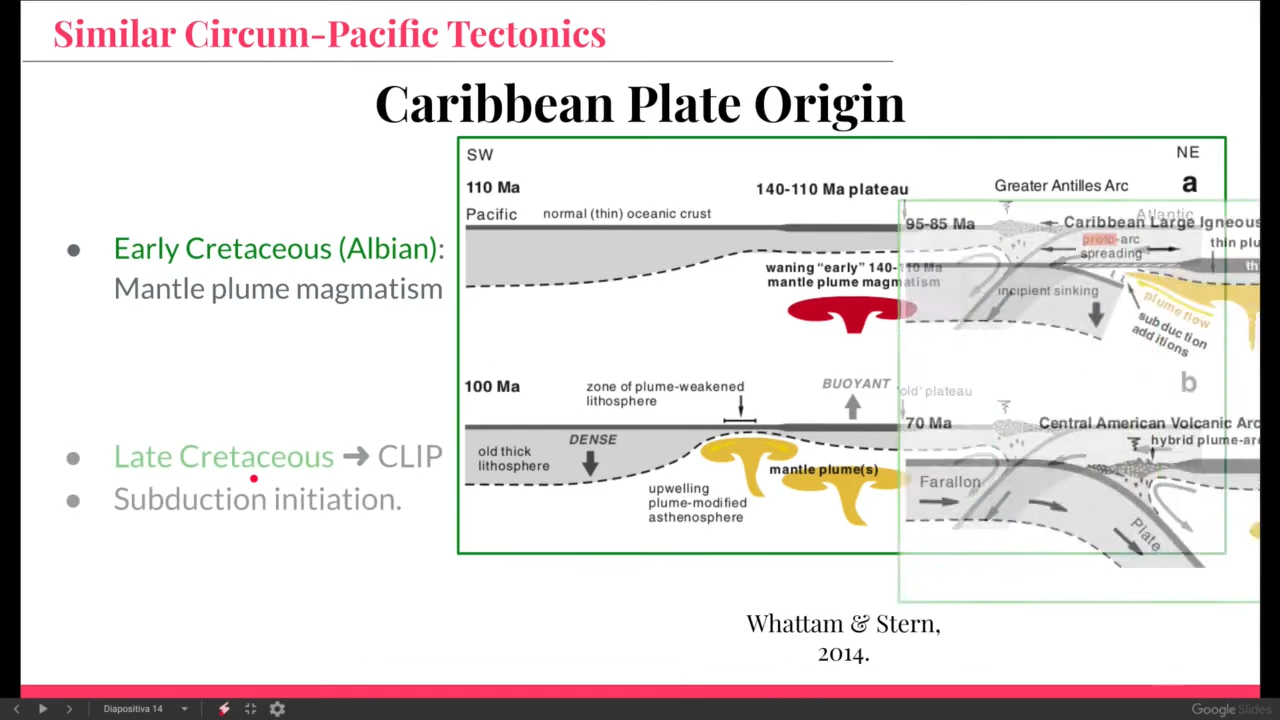 Similar Circum-Pacific Tectonics
Caribbean Plate Origin
Early Cretaceous (Albian):
Mantle plume magmatism
Late Cretaceous ➔ CLIP
Subduction initiation.
SW
NE
110 Ma
140-110 Ma plateau
Greater Antilles Arc
a
Pacific
normal (thin) oceanic crust
Atlantic
waning “early” 140-110 Ma
mantle plume magmatism
100 Ma
zone of plume-weakened
lithosphere
BUOYANT
'old' plateau
b
DENSE
old thick
lithosphere
mantle plume(s)
upwelling
plume-modified
asthenosphere
95-85 Ma
Caribbean Large Igneous
proto-arc
spreading
thin plu
th
incipient sinking
plume flow
subduction
additions
70 Ma
Central American Volcanic Arc
hybrid plume-arc
Farallon
Plate
Whattam & Stern,
2014.
Diapositiva 14
Google Slides